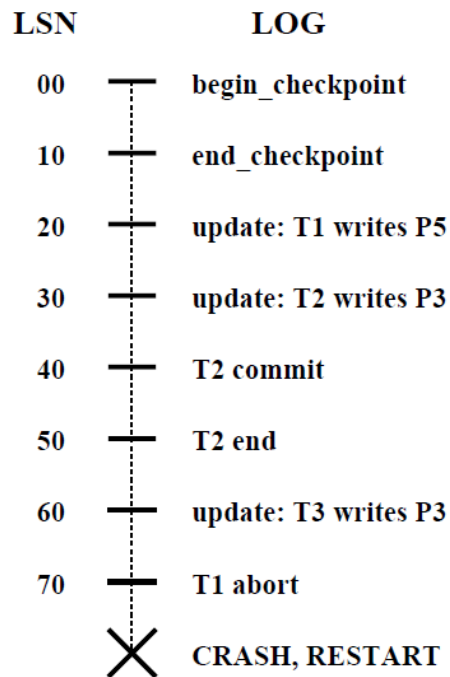 LSN LOG
00 begin_checkpoint
10 end_checkpoint
20 update: T1 writes P5
30 update: T2 writes P3
40 T2 commit
50 T2 end
60 update: T3 writes P3
70 T1 abort
CRASH, RESTART